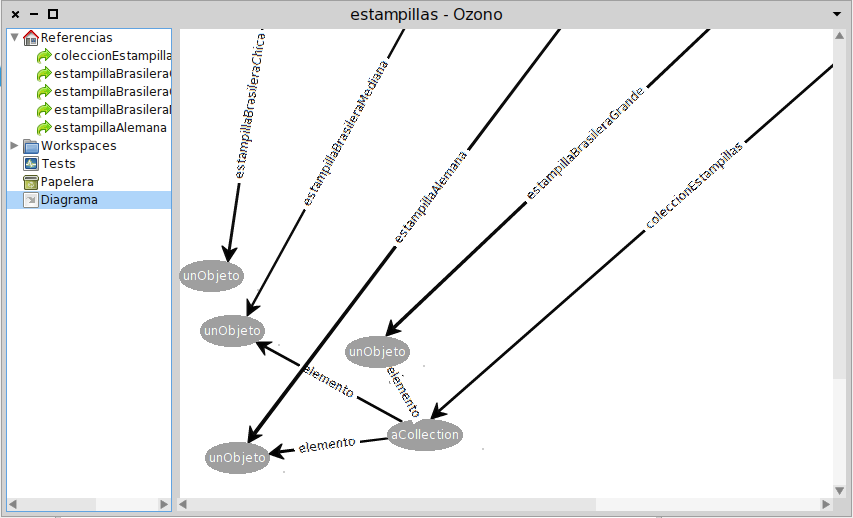 estampillas - Ozono
Referencias
coleccionEstampilla
estampillaBrasilera
estampillaBrasilera
estampillaBrasilera
estampillaAlemana
Workspaces
Tests
Papelera
Diagrama
estampillaBrasileraChica
estampillaBrasileraMediana
estampillaAlemana
estampillaBrasileraGrande
coleccionEstampillas
unObjeto
unObjeto
unObjeto
elemento
elemento
aCollection
elemento
unObjeto